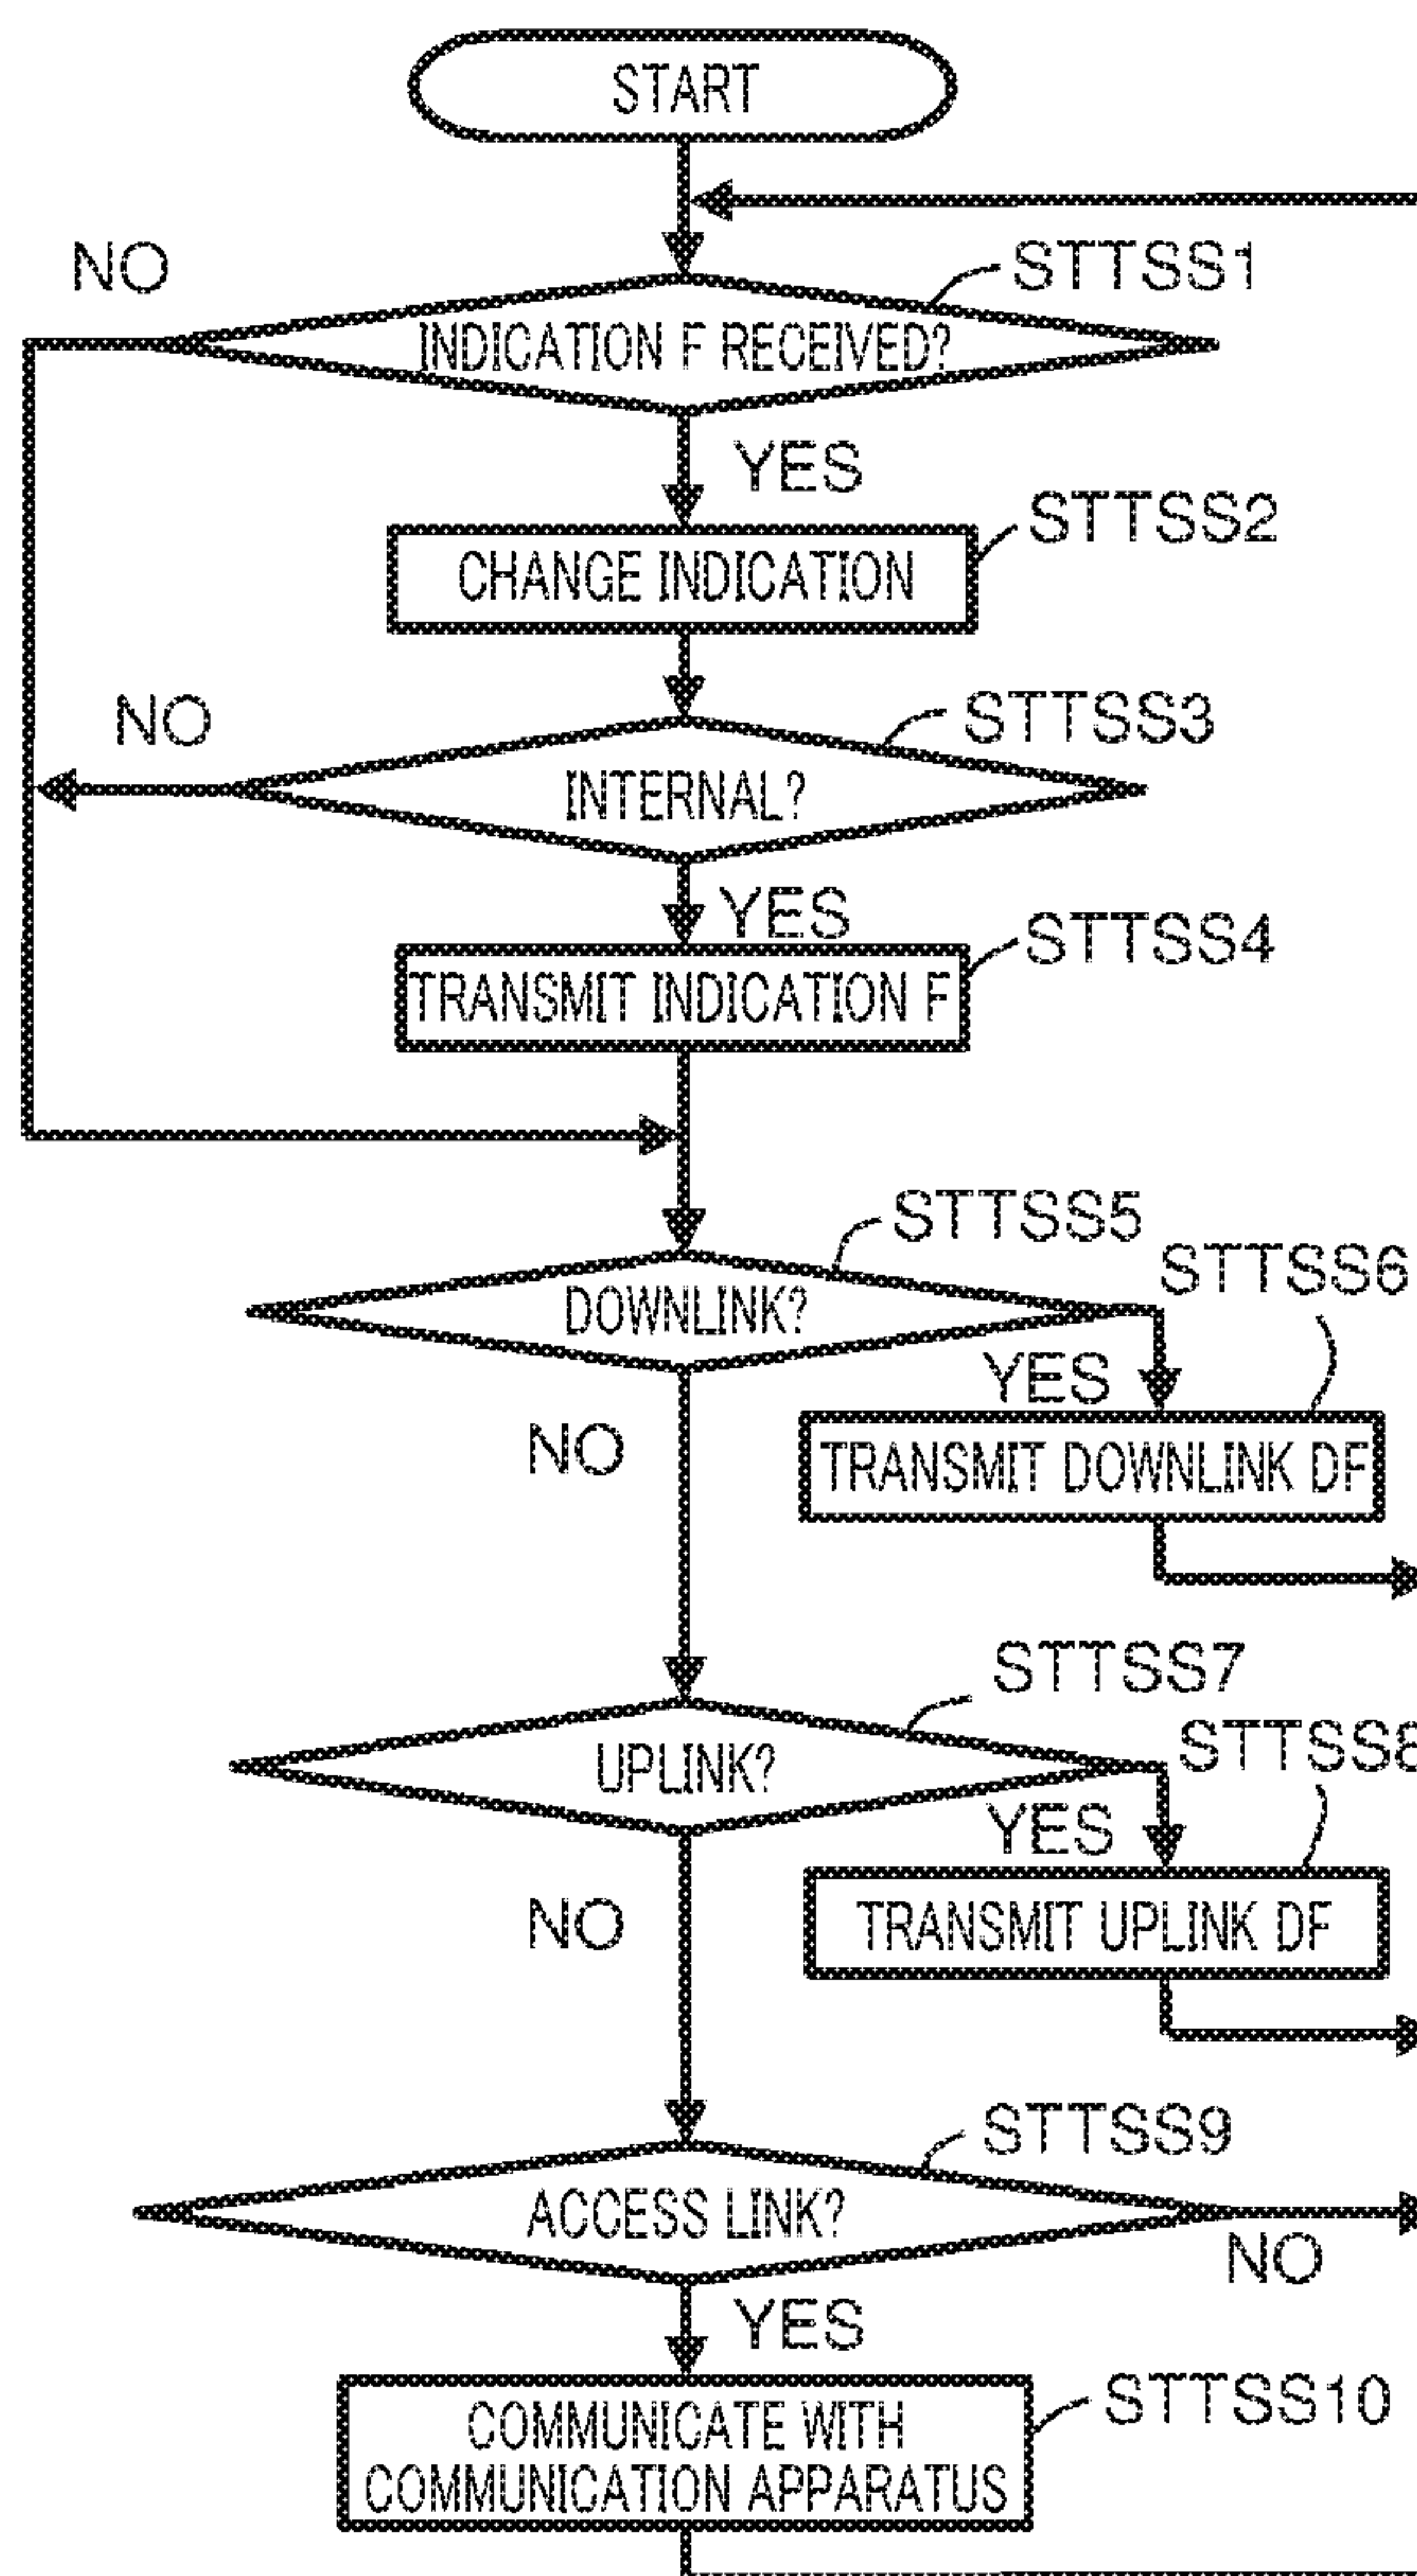 START
NO
STTSS1
INDICATION F RECEIVED?
YES
STTSS2
CHANGE INDICATION
NO
STTSS3
INTERNAL?
YES
STTSS4
TRANSMIT INDICATION F
STTSS5
STTSS6
DOWNLINK?
YES
NO
TRANSMIT DOWNLINK DF
STTSS7
STTSS8
UPLINK?
YES
NO
TRANSMIT UPLINK DF
STTSS9
ACCESS LINK?
NO
YES
STTSS10
COMMUNICATE WITH
COMMUNICATION APPARATUS